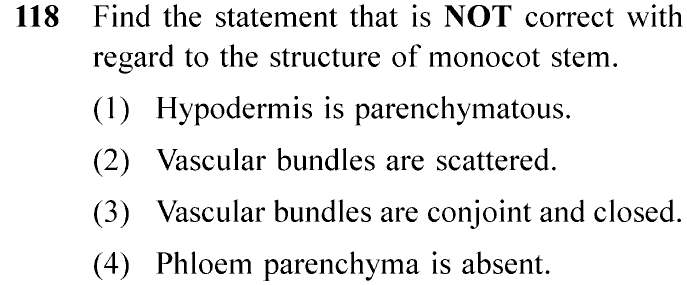 118 Find the statement that is NOT correct with
regard to the structure of monocot stem.
(1) Hypodermis is parenchymatous.
(2) Vascular bundles are scattered.
(3) Vascular bundles are conjoint and closed.
(4) Phloem parenchyma is absent.